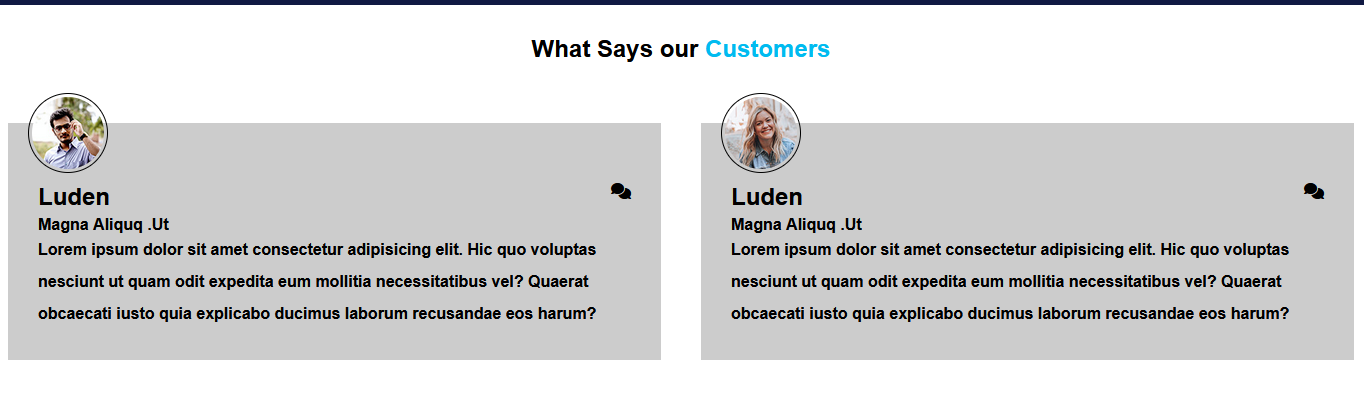 What Says our Customers
Luden
Magna Aliquq .Ut
Lorem ipsum dolor sit amet consectetur adipisicing elit. Hic quo voluptas
nesciunt ut quam odit expedita eum mollitia necessitatibus vel? Quaerat
obcaecati iusto quia explicabo ducimus laborum recusandae eos harum?
Luden
Magna Aliquq .Ut
Lorem ipsum dolor sit amet consectetur adipisicing elit. Hic quo voluptas
nesciunt ut quam odit expedita eum mollitia necessitatibus vel? Quaerat
obcaecati iusto quia explicabo ducimus laborum recusandae eos harum?